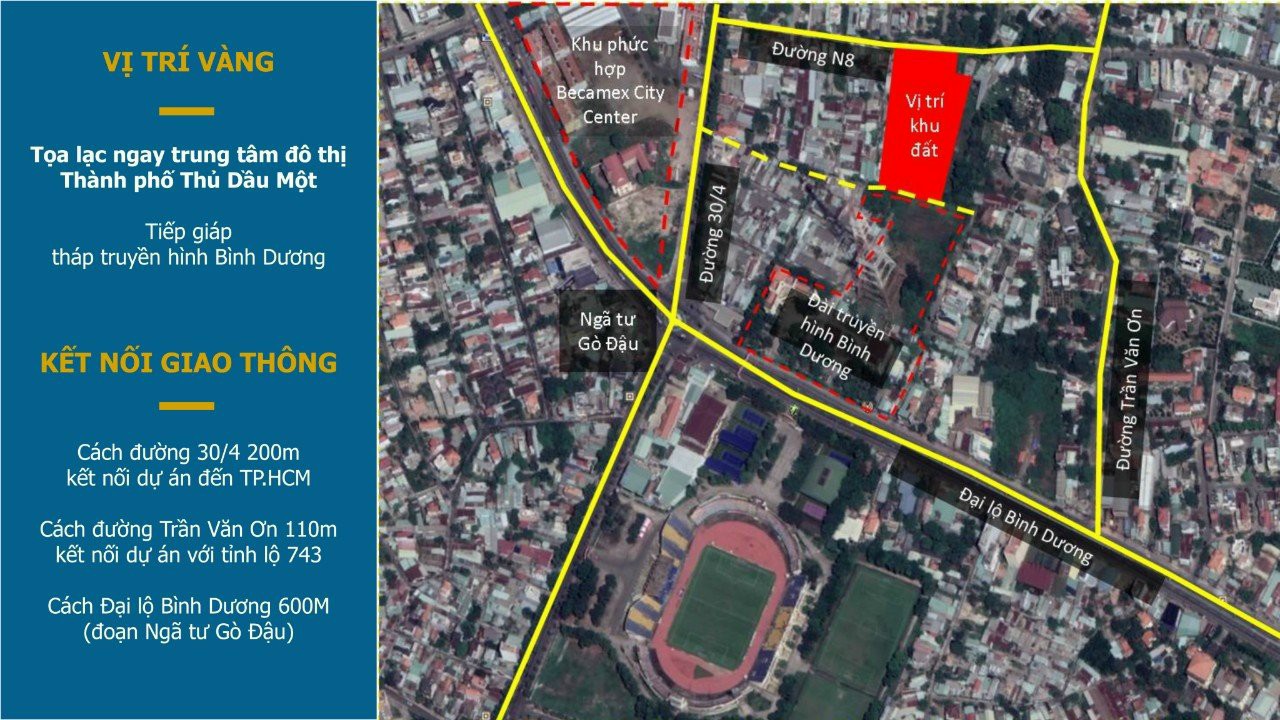 VỊ TRÍ VÀNG
Tọa lạc ngay trung tâm đô thị
Thành phố Thủ Dầu Một
Tiếp giáp
tháp truyền hình Bình Dương
KẾT NỐI GIAO THÔNG
Cách đường 30/4 200m
kết nối dự án đến TP.HCM
Cách đường Trần Văn Ơn 110m
kết nối dự án với tỉnh lộ 743
Cách Đại lộ Bình Dương 600M
(đoạn Ngã tư Gò Đậu)
Khu phức
hợp
Becamex City
Center
Đường N8
Vị trí
khu
đất
Đường 30/4
Ngã tư
Gò Đậu
Đài truyền
hình Bình
Dương
Đường Trần Văn Ơn
Đại lộ Bình Dương